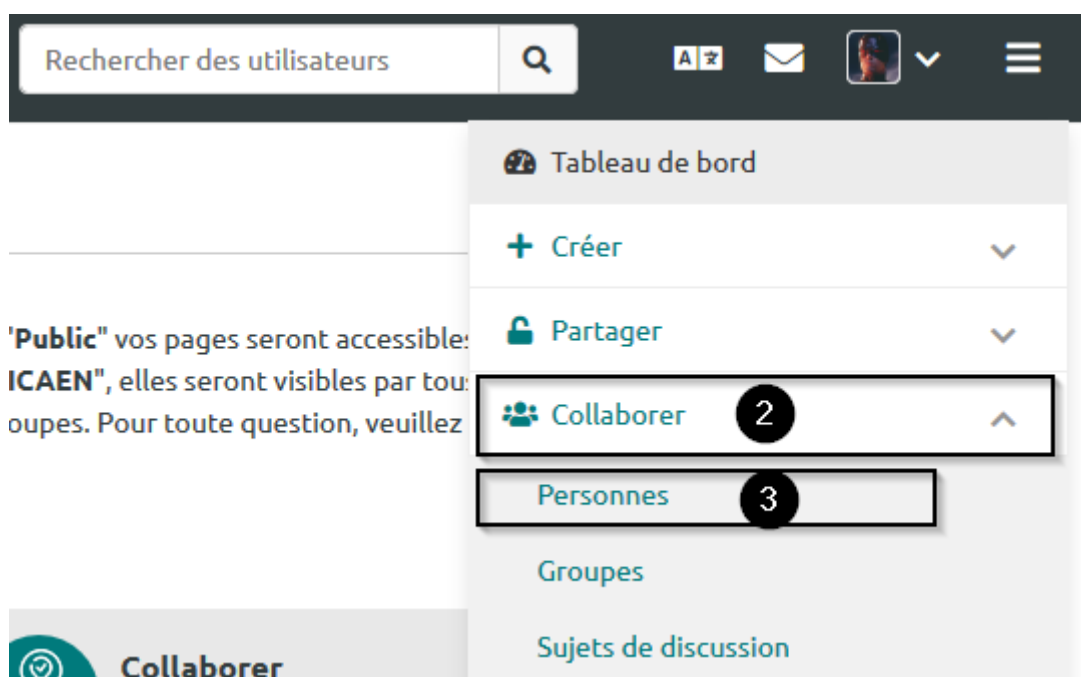 Rechercher des utilisateurs
A
Tableau de bord
Créer
"Public" vos pages seront accessibles
Partager
ICAEN", elles seront visibles par tous
oupes. Pour toute question, veuillez
Collaborer 2
Personnes 3
Groupes
Sujets de discussion
Collaborer